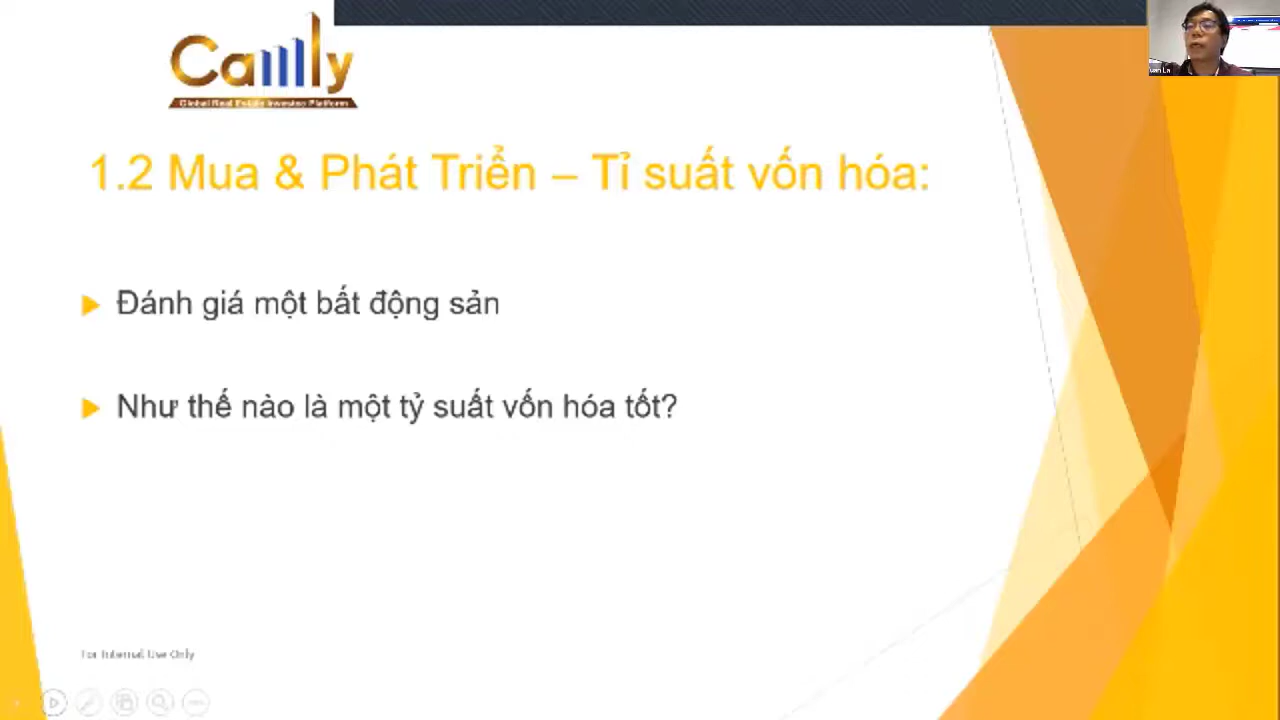 Camly
Global Real Estate Investor Platform
1.2 Mua & Phát Triển – Tỉ suất vốn hóa:
Đánh giá một bất động sản
Như thế nào là một tỷ suất vốn hóa tốt?
For Internal Use Only